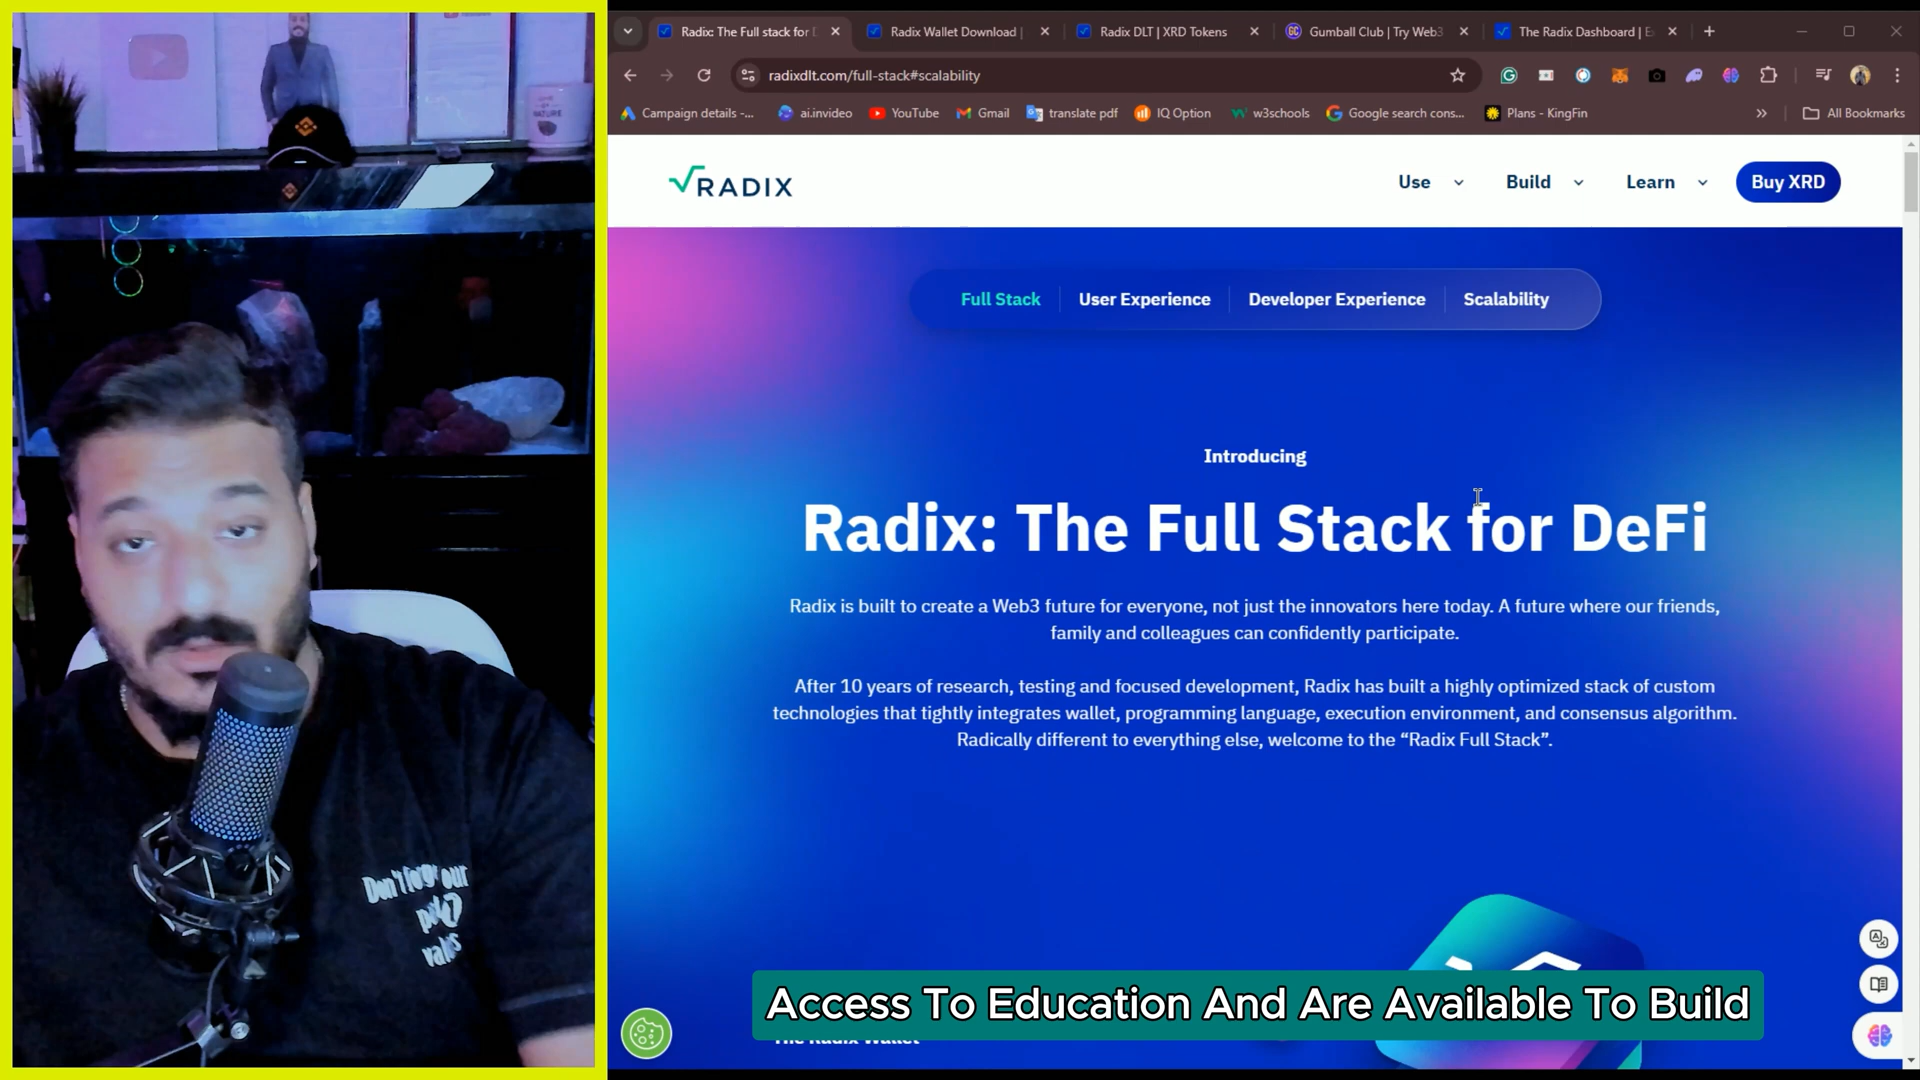 Radix: The Full stack for D
Radix Wallet Download |
Radix DLT | XRD Tokens
Gumball Club | Try Web3
The Radix Dashboard | E
radixdlt.com/full-stack#scalability
Campaign details -...
ai.invideo
YouTube
Gmail
translate pdf
IQ Option
w3schools
Google search cons...
Plans - KingFin
All Bookmarks
RADIX
Use
Build
Learn
Buy XRD
Full Stack
User Experience
Developer Experience
Scalability
Introducing
Radix: The Full Stack for DeFi
Radix is built to create a Web3 future for everyone, not just the innovators here today. A future where our friends,
family and colleagues can confidently participate.
After 10 years of research, testing and focused development, Radix has built a highly optimized stack of custom
technologies that tightly integrates wallet, programming language, execution environment, and consensus algorithm.
Radically different to everything else, welcome to the “Radix Full Stack”.
Access To Education And Are Available To Build
The Radix Wallet
Don't forget our